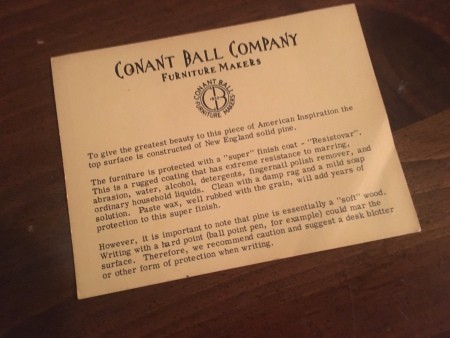 CONANT BALL COMPANY
FURNITURE MAKERS
CONANT-BALL
FURNITURE MAKERS
To give the greatest beauty to this piece of American Inspiration the
top surface is constructed of New England solid pine.
The furniture is protected with a "super" finish coat - "Resistovar".
This is a rugged coating that has extreme resistance to marring,
abrasion, water, alcohol, detergents, fingernail polish remover, and
ordinary household liquids. Clean with a damp rag and a mild soap
solution. Paste wax, well rubbed with the grain, will add years of
protection to this super finish.
However, it is important to note that pine is essentially a "soft" wood.
Writing with a hard point (ball point pen, for example) could mar the
surface. Therefore, we recommend caution and suggest a desk blotter
or other form of protection when writing.